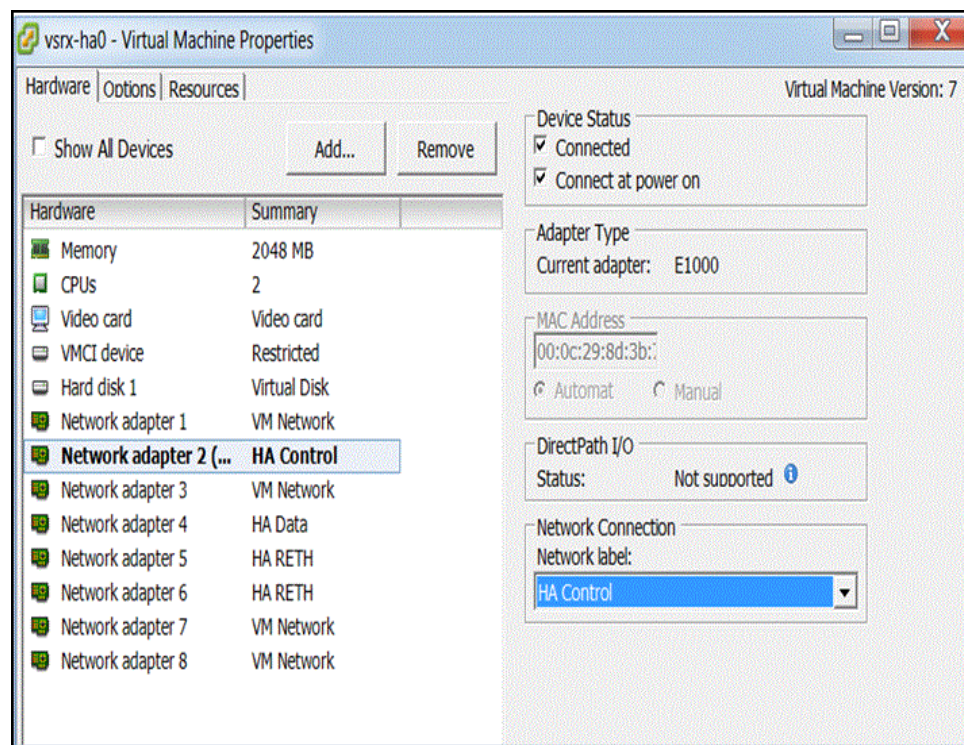 vsrx-ha0 - Virtual Machine Properties
Hardware Options Resources
Virtual Machine Version: 7
Show All Devices
Add...
Remove
Hardware Summary
Memory 2048 MB
CPUs 2
Video card Video card
VMCI device Restricted
Hard disk 1 Virtual Disk
Network adapter 1 VM Network
Network adapter 2 (... HA Control
Network adapter 3 VM Network
Network adapter 4 HA Data
Network adapter 5 HA RETH
Network adapter 6 HA RETH
Network adapter 7 VM Network
Network adapter 8 VM Network
Device Status
Connected
Connect at power on
Adapter Type
Current adapter: E1000
MAC Address
00:0c:29:8d:3b:
Automat Manual
DirectPath I/O
Status: Not supported
Network Connection
Network label:
HA Control